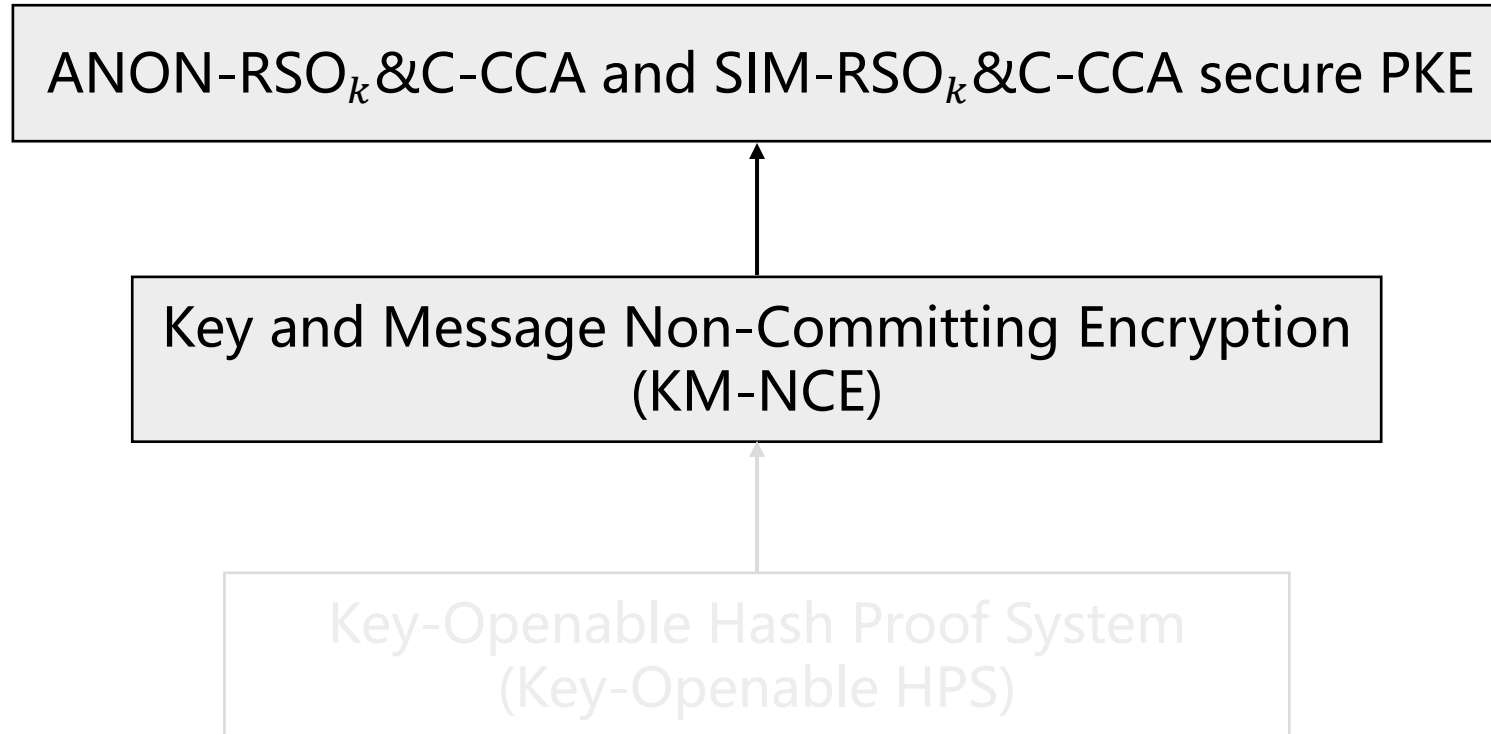 ANON-RSOₖ&C-CCA and SIM-RSOₖ&C-CCA secure PKE
Key and Message Non-Committing Encryption
(KM-NCE)
Key-Openable Hash Proof System
(Key-Openable HPS)